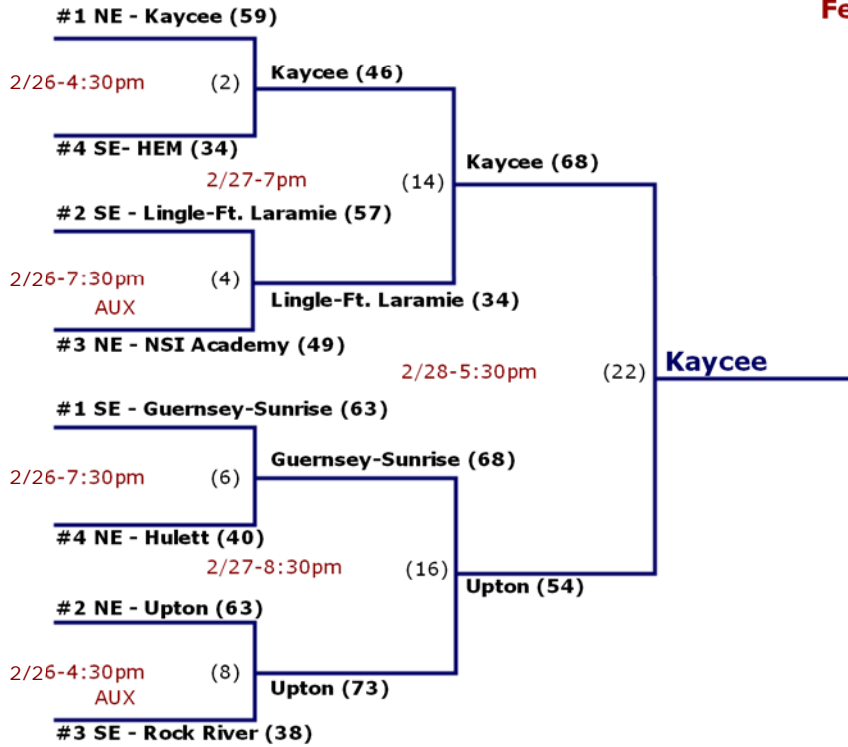 #1 NE - Kaycee (59)
Fe
2/26-4:30pm
(2)
Kaycee (46)
#4 SE- HEM (34)
2/27-7pm
(14)
Kaycee (68)
#2 SE - Lingle-Ft. Laramie (57)
2/26-7:30pm
AUX
(4)
Lingle-Ft. Laramie (34)
#3 NE - NSI Academy (49)
2/28-5:30pm
(22)
Kaycee
#1 SE - Guernsey-Sunrise (63)
2/26-7:30pm
(6)
Guernsey-Sunrise (68)
#4 NE - Hulett (40)
2/27-8:30pm
(16)
Upton (54)
#2 NE - Upton (63)
2/26-4:30pm
AUX
(8)
Upton (73)
#3 SE - Rock River (38)